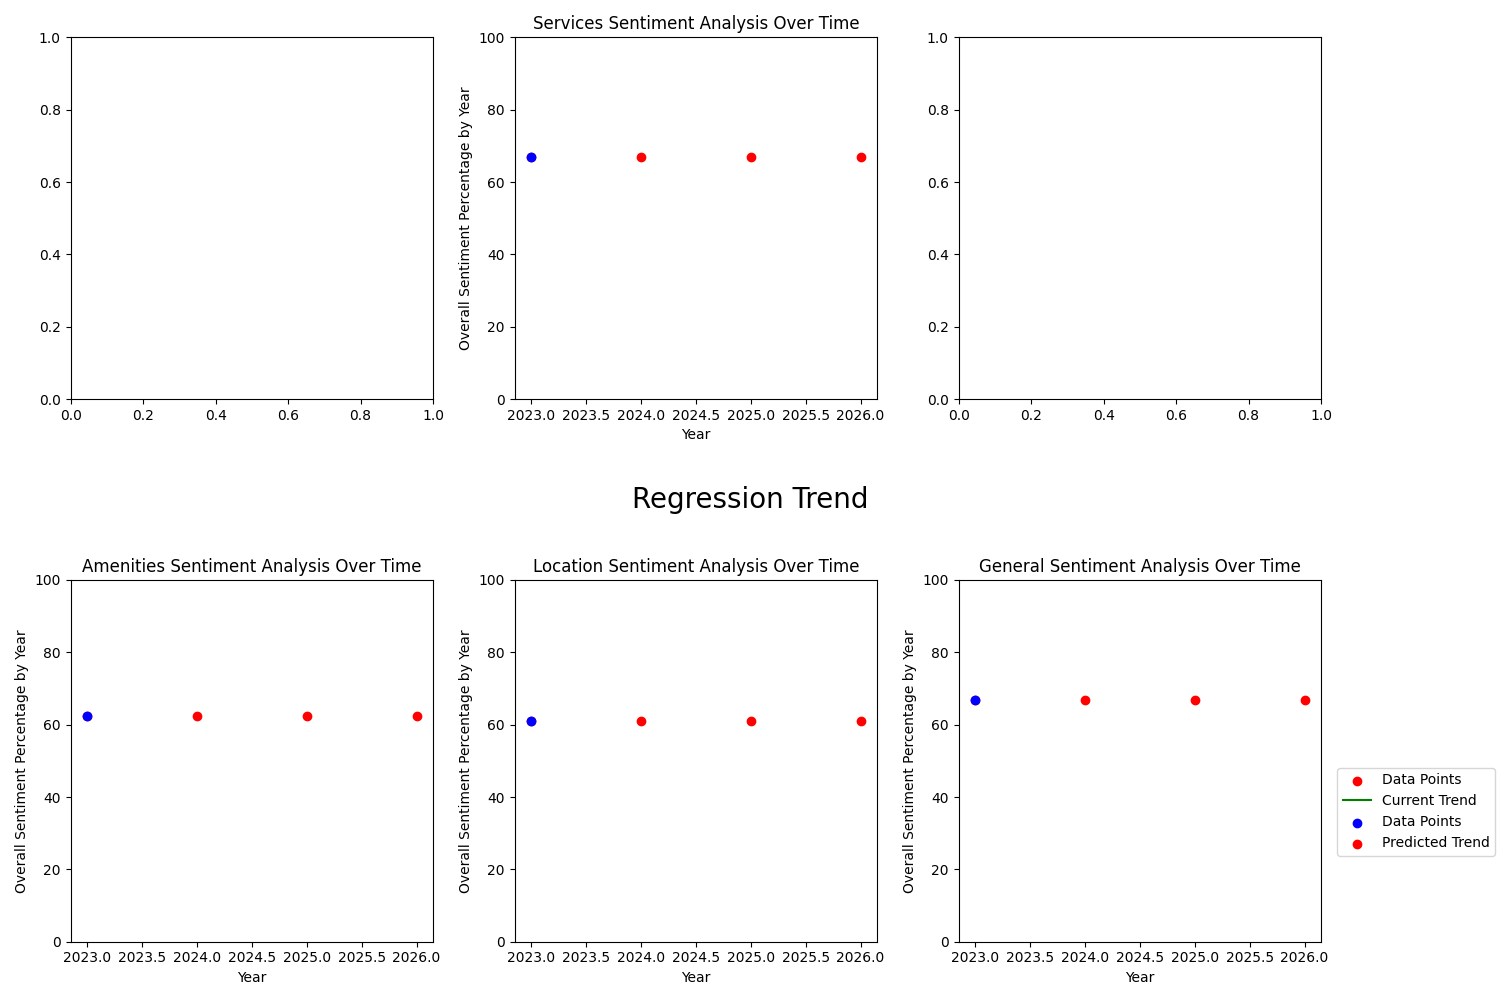 Services Sentiment Analysis Over Time
1.0
0.8
0.6
0.4
0.2
0.0
0.0 0.2 0.4 0.6 0.8 1.0
Overall Sentiment Percentage by Year
100
80
60
40
20
0
2023.0 2023.5 2024.0 2024.5 2025.0 2025.5 2026.0
Year
1.0
0.8
0.6
0.4
0.2
0.0
0.0 0.2 0.4 0.6 0.8 1.0
Regression Trend
Amenities Sentiment Analysis Over Time
Overall Sentiment Percentage by Year
100
80
60
40
20
0
2023.0 2023.5 2024.0 2024.5 2025.0 2025.5 2026.0
Year
Location Sentiment Analysis Over Time
Overall Sentiment Percentage by Year
100
80
60
40
20
0
2023.0 2023.5 2024.0 2024.5 2025.0 2025.5 2026.0
Year
General Sentiment Analysis Over Time
Overall Sentiment Percentage by Year
100
80
60
40
20
0
2023.0 2023.5 2024.0 2024.5 2025.0 2025.5 2026.0
Year
Data Points
Current Trend
Data Points
Predicted Trend